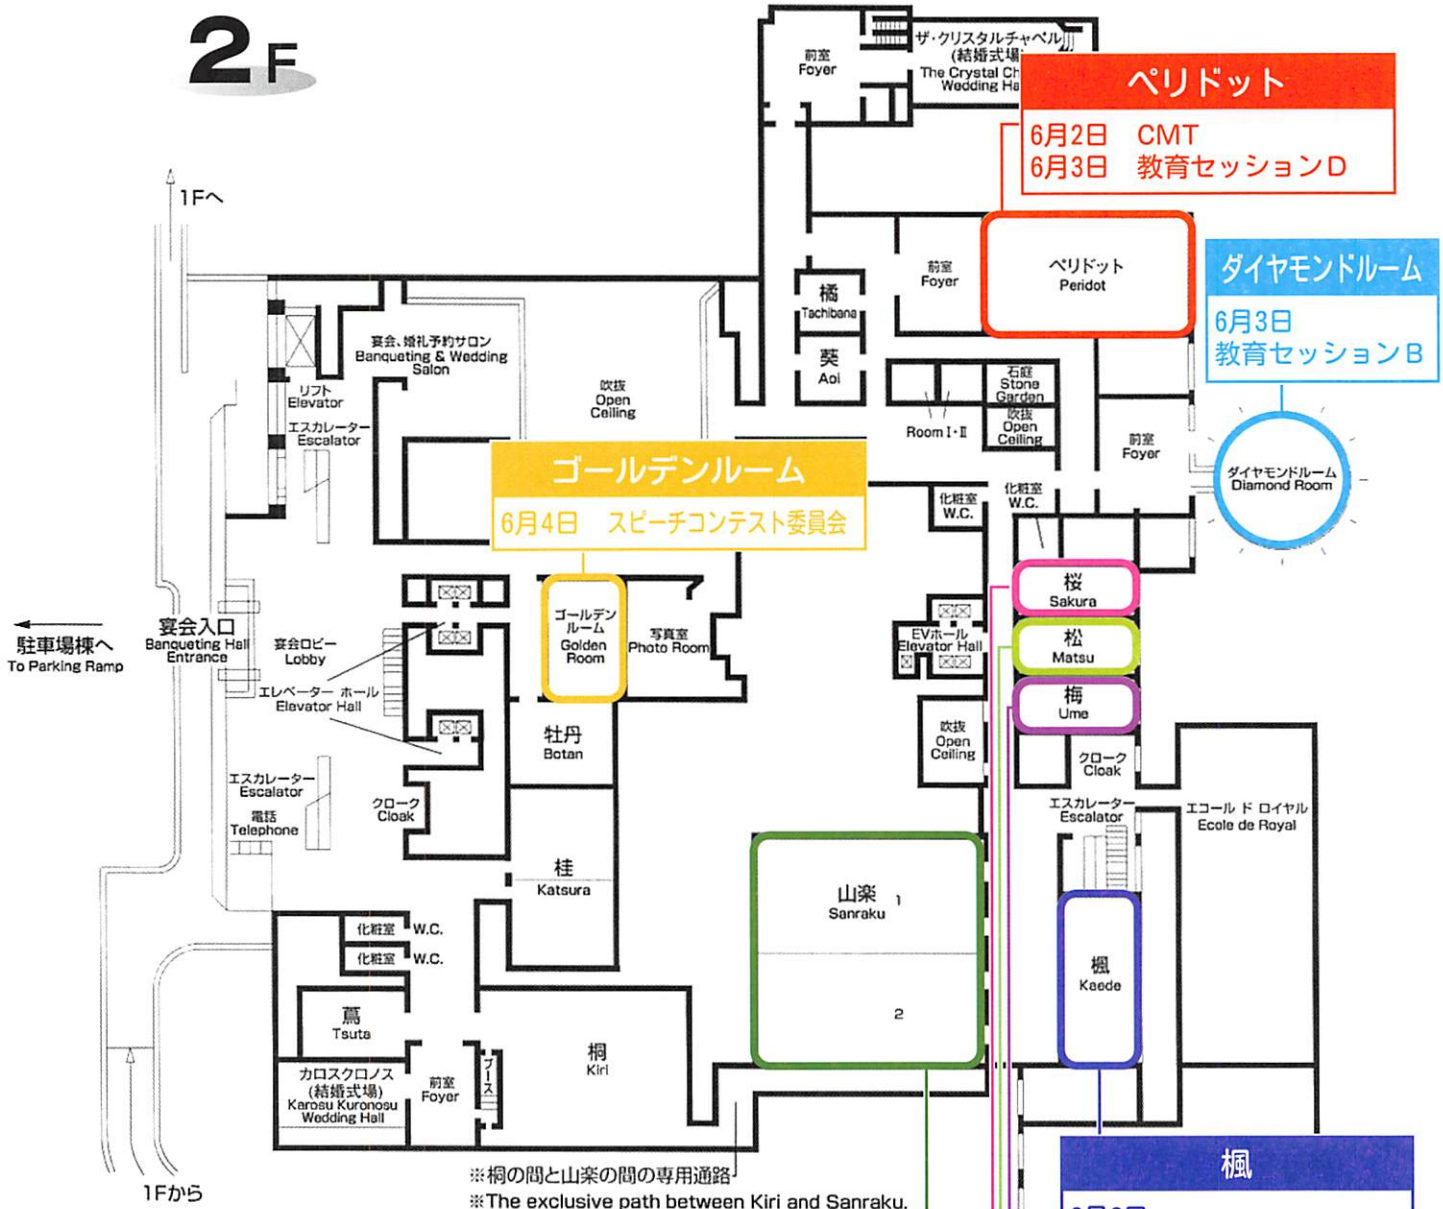 2F
前室
Foyer
ザ・クリスタルチャペル
(結婚式場
The Crystal Ch
Wedding Ha
ペリドット
6月2日 CMT
6月3日 教育セッションD
1Fへ
前室
Foyer
ペリドット
Peridot
ダイヤモンドルーム
6月3日
教育セッションB
橘
Tachibana
葵
Aoi
宴会、婚礼予約サロン
Banqueting & Wedding
Salon
吹抜
Open
Ceiling
リフト
Elevator
エスカレーター
Escalator
石庭
Stone
Garden
吹抜
Open
Ceiling
Room I・II
前室
Foyer
ダイヤモンドルーム
Diamond Room
ゴールデンルーム
6月4日 スピーチコンテスト委員会
化粧室
W.C.
化粧室
W.C.
桜
Sakura
松
Matsu
梅
Ume
駐車場棟へ
To Parking Ramp
宴会入口
Banqueting Hall
Entrance
宴会ロビー
Lobby
エレベーター ホール
Elevator Hall
ゴールデン
ルーム
Golden
Room
写真室
Photo Room
EVホール
Elevator Hall
牡丹
Botan
吹抜
Open
Ceiling
クローク
Cloak
エスカレーター
Escalator
エコール ド ロイヤル
Ecole de Royal
エスカレーター
Escalator
電話
Telephone
クローク
Cloak
桂
Katsura
山楽 1
Sanraku
2
楓
Kaede
化粧室 W.C.
化粧室 W.C.
蔦
Tsuta
桐
Kiri
カロスクロノス
(結婚式場)
Karosu Kuronosu
Wedding Hall
前室
Foyer
ブース
1Fから
※桐の間と山楽の間の専用通路
※The exclusive path between Kiri and Sanraku.
楓